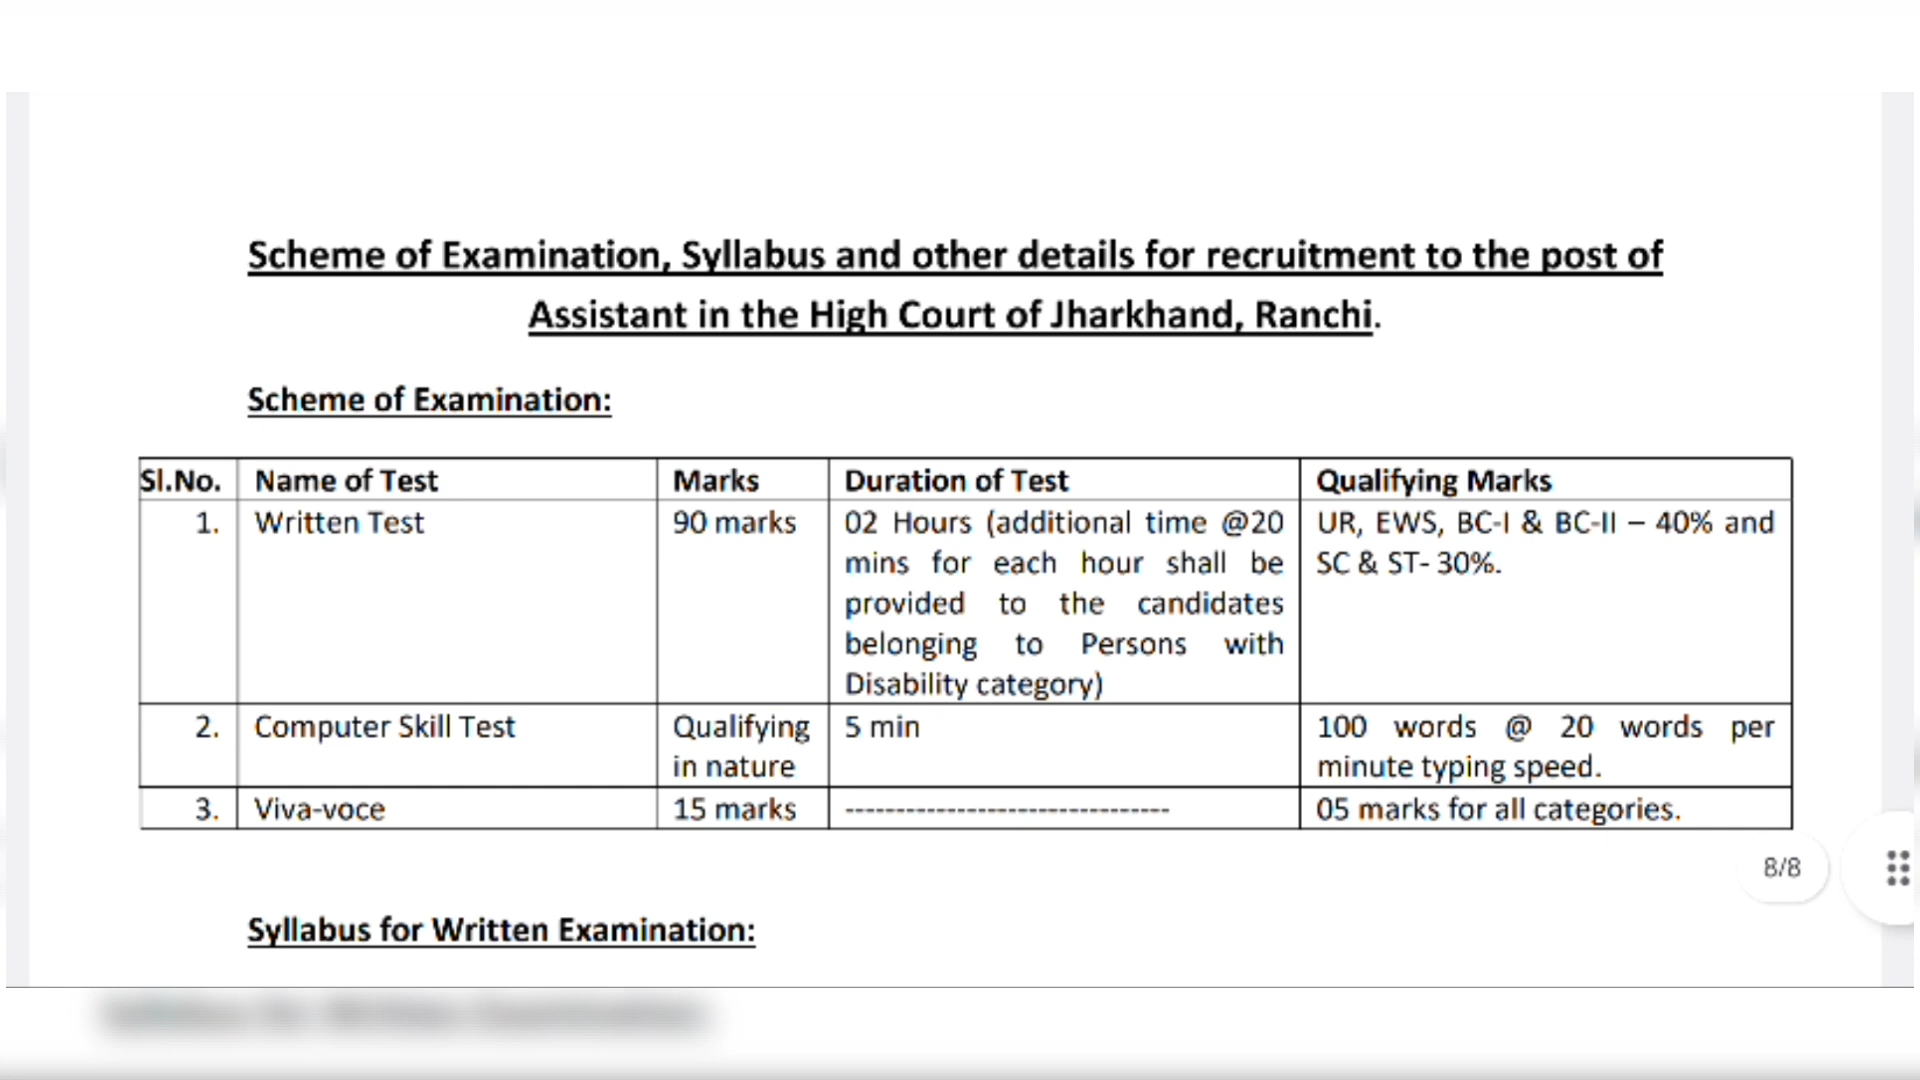 Scheme of Examination, Syllabus and other details for recruitment to the post of
Assistant in the High Court of Jharkhand, Ranchi.
Scheme of Examination:
Sl.No. Name of Test Marks Duration of Test Qualifying Marks
1. Written Test 90 marks 02 Hours (additional time @20 UR, EWS, BC-I & BC-II – 40% and
mins for each hour shall be SC & ST- 30%.
provided to the candidates
belonging to Persons with
Disability category)
2. Computer Skill Test Qualifying 5 min 100 words @ 20 words per
in nature minute typing speed.
3. Viva-voce 15 marks -------------------------------- 05 marks for all categories.
8/8
Syllabus for Written Examination: